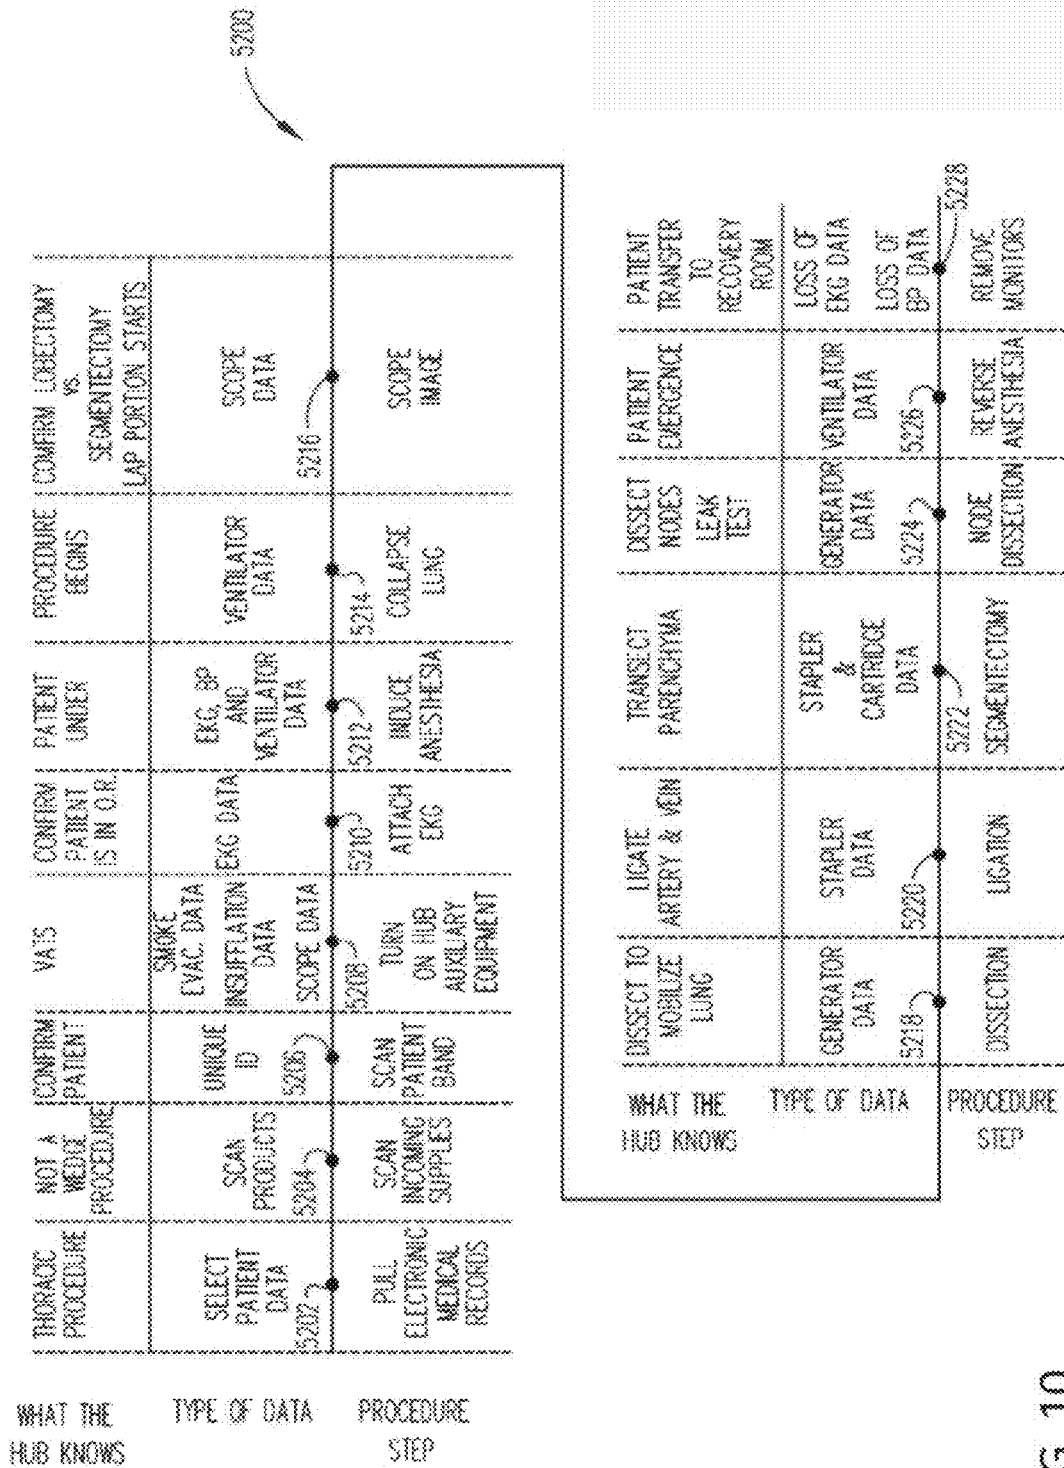 5200
WHAT THE
HUB KNOWS
THORACIC
PROCEDURE
NOT A
WEDGE
PROCEDURE
CONFIRM
PATIENT
VATS
CONFIRM
PATIENT
IS IN O.R.
PATIENT
UNDER
PROCEDURE
BEGINS
COMFIRM LOBECTOMY
VS.
SEGMENTECTOMY
LAP PORTION STARTS
TYPE OF DATA
SELECT
PATIENT
DATA
SCAN
PRODUCTS
UNIQUE
ID
SMOKE
EVAC. DATA
INSUFFLATION
DATA
SCOPE DATA
EKG DATA
EKG, BP
AND
VENTILATOR
DATA
VENTILATOR
DATA
SCOPE
DATA
5202
5204
5206
5208
5210
5212
5214
5216
PROCEDURE
STEP
PULL
ELECTRONIC
MEDICAL
RECORDS
SCAN
INCOMING
SUPPLIES
SCAN
PATIENT
BAND
TURN
ON HUB
AUXILIARY
EQUIPMENT
ATTACH
EKG
INDUCE
ANESTHESIA
COLLAPSE
LUNG
SCOPE
IMAGE
WHAT THE
HUB KNOWS
DISSECT TO
MOBILIZE
LUNG
LIGATE
ARTERY & VEIN
TRANSECT
PARENCHYMA
DISSECT
NODES
LEAK
TEST
PATIENT
EMERGENCE
PATIENT
TRANSFER
TO
RECOVERY
ROOM
TYPE OF DATA
GENERATOR
DATA
STAPLER
DATA
STAPLER
&
CARTRIDGE
DATA
GENERATOR
DATA
VENTILATOR
DATA
LOSS OF
EKG DATA
LOSS OF
BP DATA
5218
5220
5222
5224
5226
5228
PROCEDURE
STEP
DISSECTION
LIGATION
SEGMENTECTOMY
NODE
DISSECTION
REVERSE
ANESTHESIA
REMOVE
MONITORS
G. 10